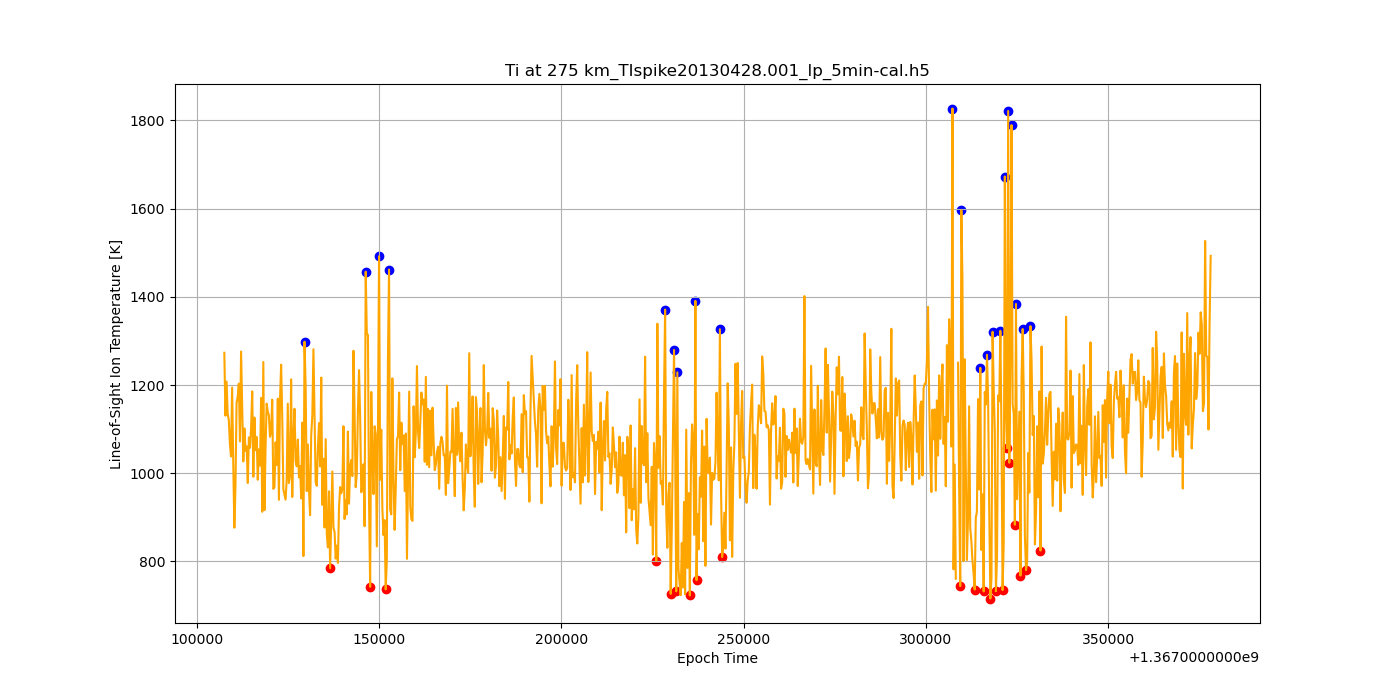 Ti at 275 km_TIspike20130428.001_lp_5min-cal.h5
Line-of-Sight Ion Temperature [K]
1800
1600
1400
1200
1000
800
100000 150000 200000 250000 300000 350000
Epoch Time
+1.3670000000e9